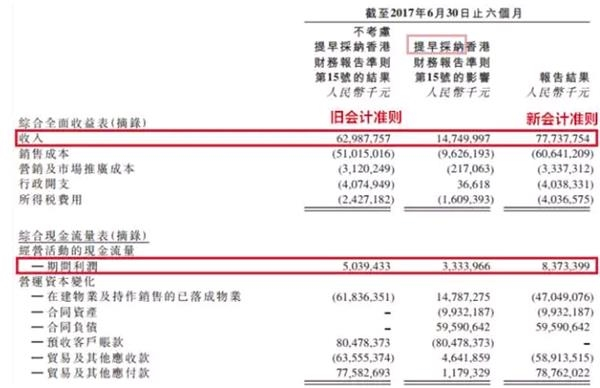 截至2017年6月30日止六個月
不考慮
提早採納香港 提早採納香港
財務報告準則 財務報告準則
第15號的結果 第15號的影響 報告結果
人民幣千元 人民幣千元 人民幣千元
旧会计准则 新会计准则
綜合全面收益表(摘錄)
收入 62,987,757 14,749,997 77,737,754
銷售成本 (51,015,016) (9,626,193) (60,641,209)
營銷及市場推廣成本 (3,120,249) (217,063) (3,337,312)
行政開支 (4,074,949) 36,618 (4,038,331)
所得稅費用 (2,427,182) (1,609,393) (4,036,575)
綜合現金流量表(摘錄)
經營活動的現金流量
—期間利潤 5,039,433 3,333,966 8,373,399
營運資本變化
—在建物業及持作銷售的已落成物業 (61,836,351) 14,787,275 (47,049,076)
—合同資產 – (9,932,187) (9,932,187)
—合同負債 – 59,590,642 59,590,642
—預收客戶賬款 80,478,373 (80,478,373) –
—貿易及其他應收款 (63,555,374) 4,641,859 (58,913,515)
—貿易及其他應付款 77,582,693 1,179,329 78,762,022